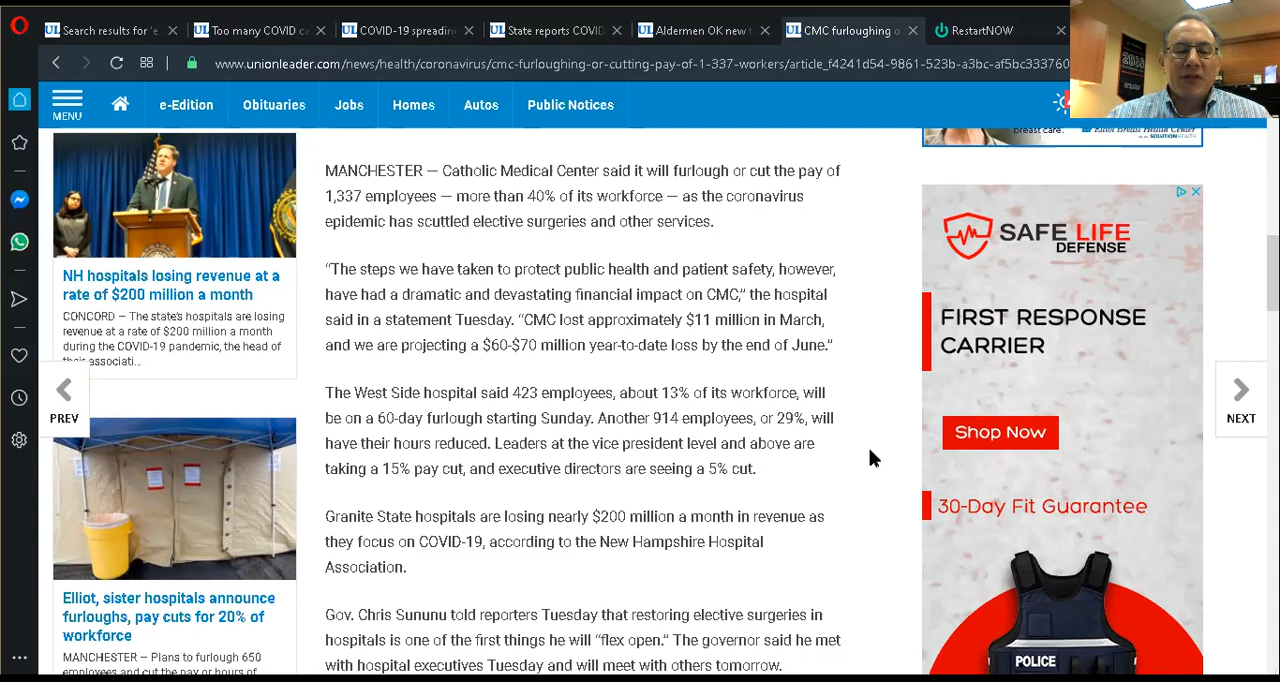 UL Search results for 'e
UL Too many COVID ca
UL COVID-19 spreadin
UL State reports COVI
UL Aldermen OK new t
UL CMC furloughing o
RestartNOW
www.unionleader.com/news/health/coronavirus/cmc-furloughing-or-cutting-pay-of-1-337-workers/article_f4241d54-9861-523b-a3bc-af5bc333760
MENU
e-Edition
Obituaries
Jobs
Homes
Autos
Public Notices
NH hospitals losing revenue at a
rate of $200 million a month
CONCORD — The state's hospitals are losing
revenue at a rate of $200 million a month
during the COVID-19 pandemic, the head of
their associati...
PREV
Elliot, sister hospitals announce
furloughs, pay cuts for 20% of
workforce
MANCHESTER — Plans to furlough 650
employees and cut the pay or hours of
MANCHESTER — Catholic Medical Center said it will furlough or cut the pay of
1,337 employees — more than 40% of its workforce — as the coronavirus
epidemic has scuttled elective surgeries and other services.
“The steps we have taken to protect public health and patient safety, however,
have had a dramatic and devastating financial impact on CMC,” the hospital
said in a statement Tuesday. “CMC lost approximately $11 million in March,
and we are projecting a $60-$70 million year-to-date loss by the end of June.”
The West Side hospital said 423 employees, about 13% of its workforce, will
be on a 60-day furlough starting Sunday. Another 914 employees, or 29%, will
have their hours reduced. Leaders at the vice president level and above are
taking a 15% pay cut, and executive directors are seeing a 5% cut.
Granite State hospitals are losing nearly $200 million a month in revenue as
they focus on COVID-19, according to the New Hampshire Hospital
Association.
Gov. Chris Sununu told reporters Tuesday that restoring elective surgeries in
hospitals is one of the first things he will “flex open.” The governor said he met
with hospital executives Tuesday and will meet with others tomorrow.
breast care.
Elliot Breast Health Center
SAFE LIFE
DEFENSE
FIRST RESPONSE
CARRIER
Shop Now
30-Day Fit Guarantee
POLICE
NEXT